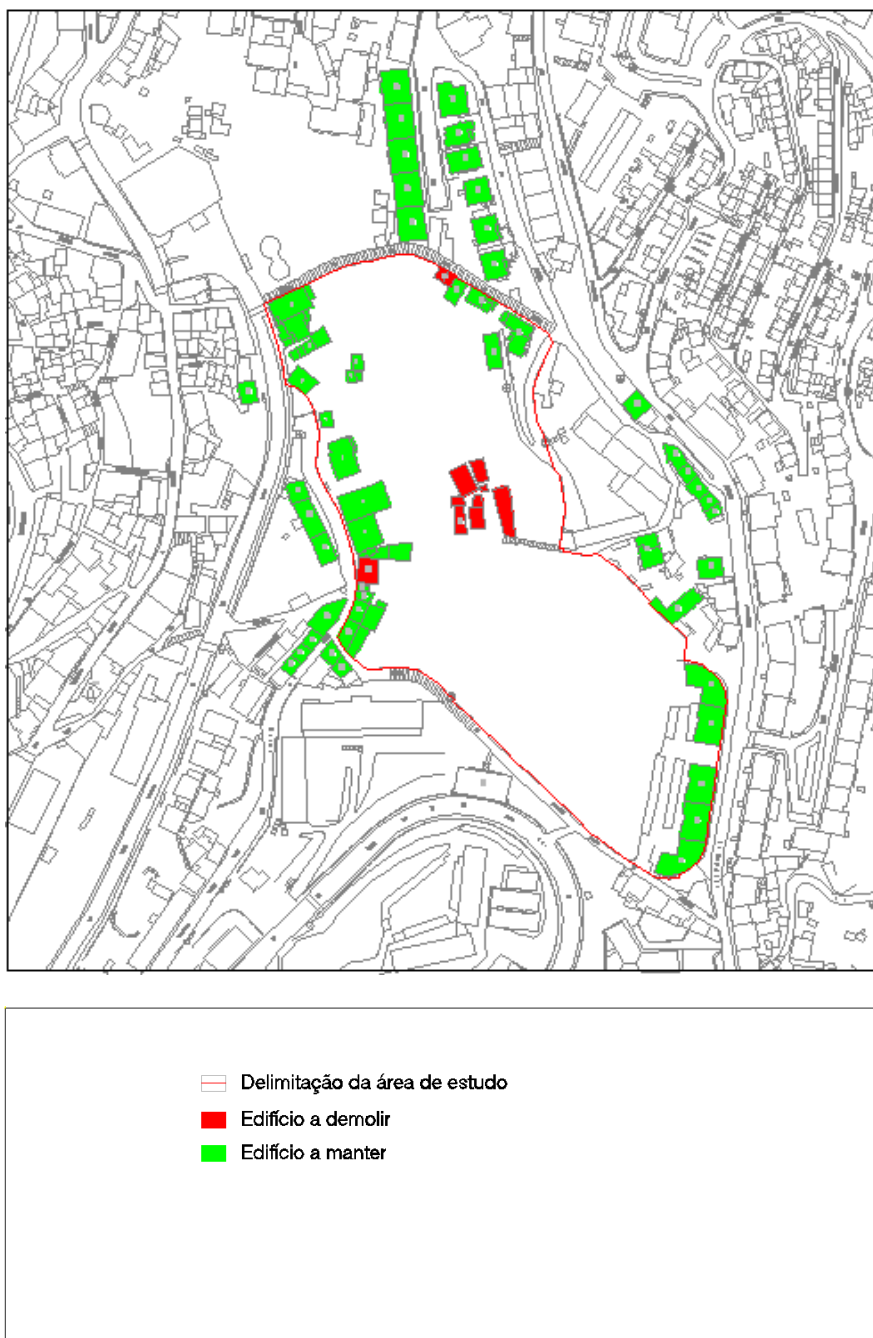 Delimitação da área de estudo
Edifício a demolir
Edifício a manter